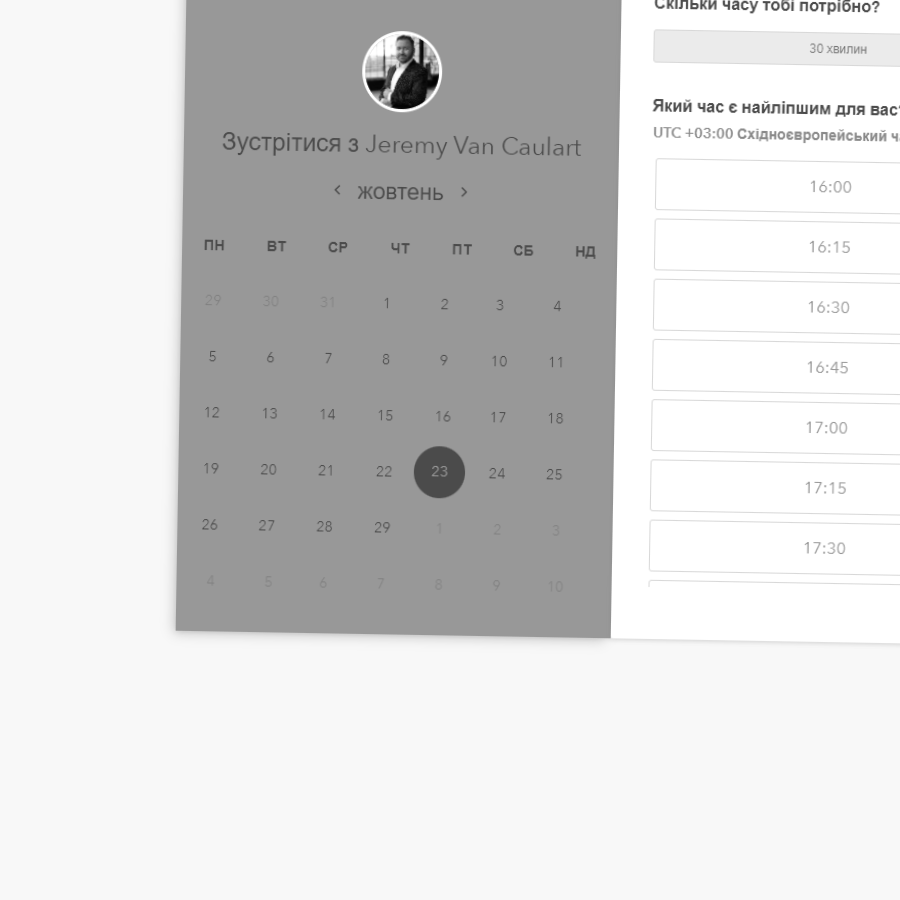 Зустрітися з Jeremy Van Caulart
жовтень
ПН ВТ СР ЧТ ПТ СБ НД
29 30 31 1 2 3 4
5 6 7 8 9 10 11
12 13 14 15 16 17 18
19 20 21 22 23 24 25
26 27 28 29 1 2 3
4 5 6 7 8 9 10
Скільки часу тобі потрібно?
30 хвилин
Який час є найліпшим для вас?
UTC +03:00 Східноєвропейський
16:00
16:15
16:30
16:45
17:00
17:15
17:30